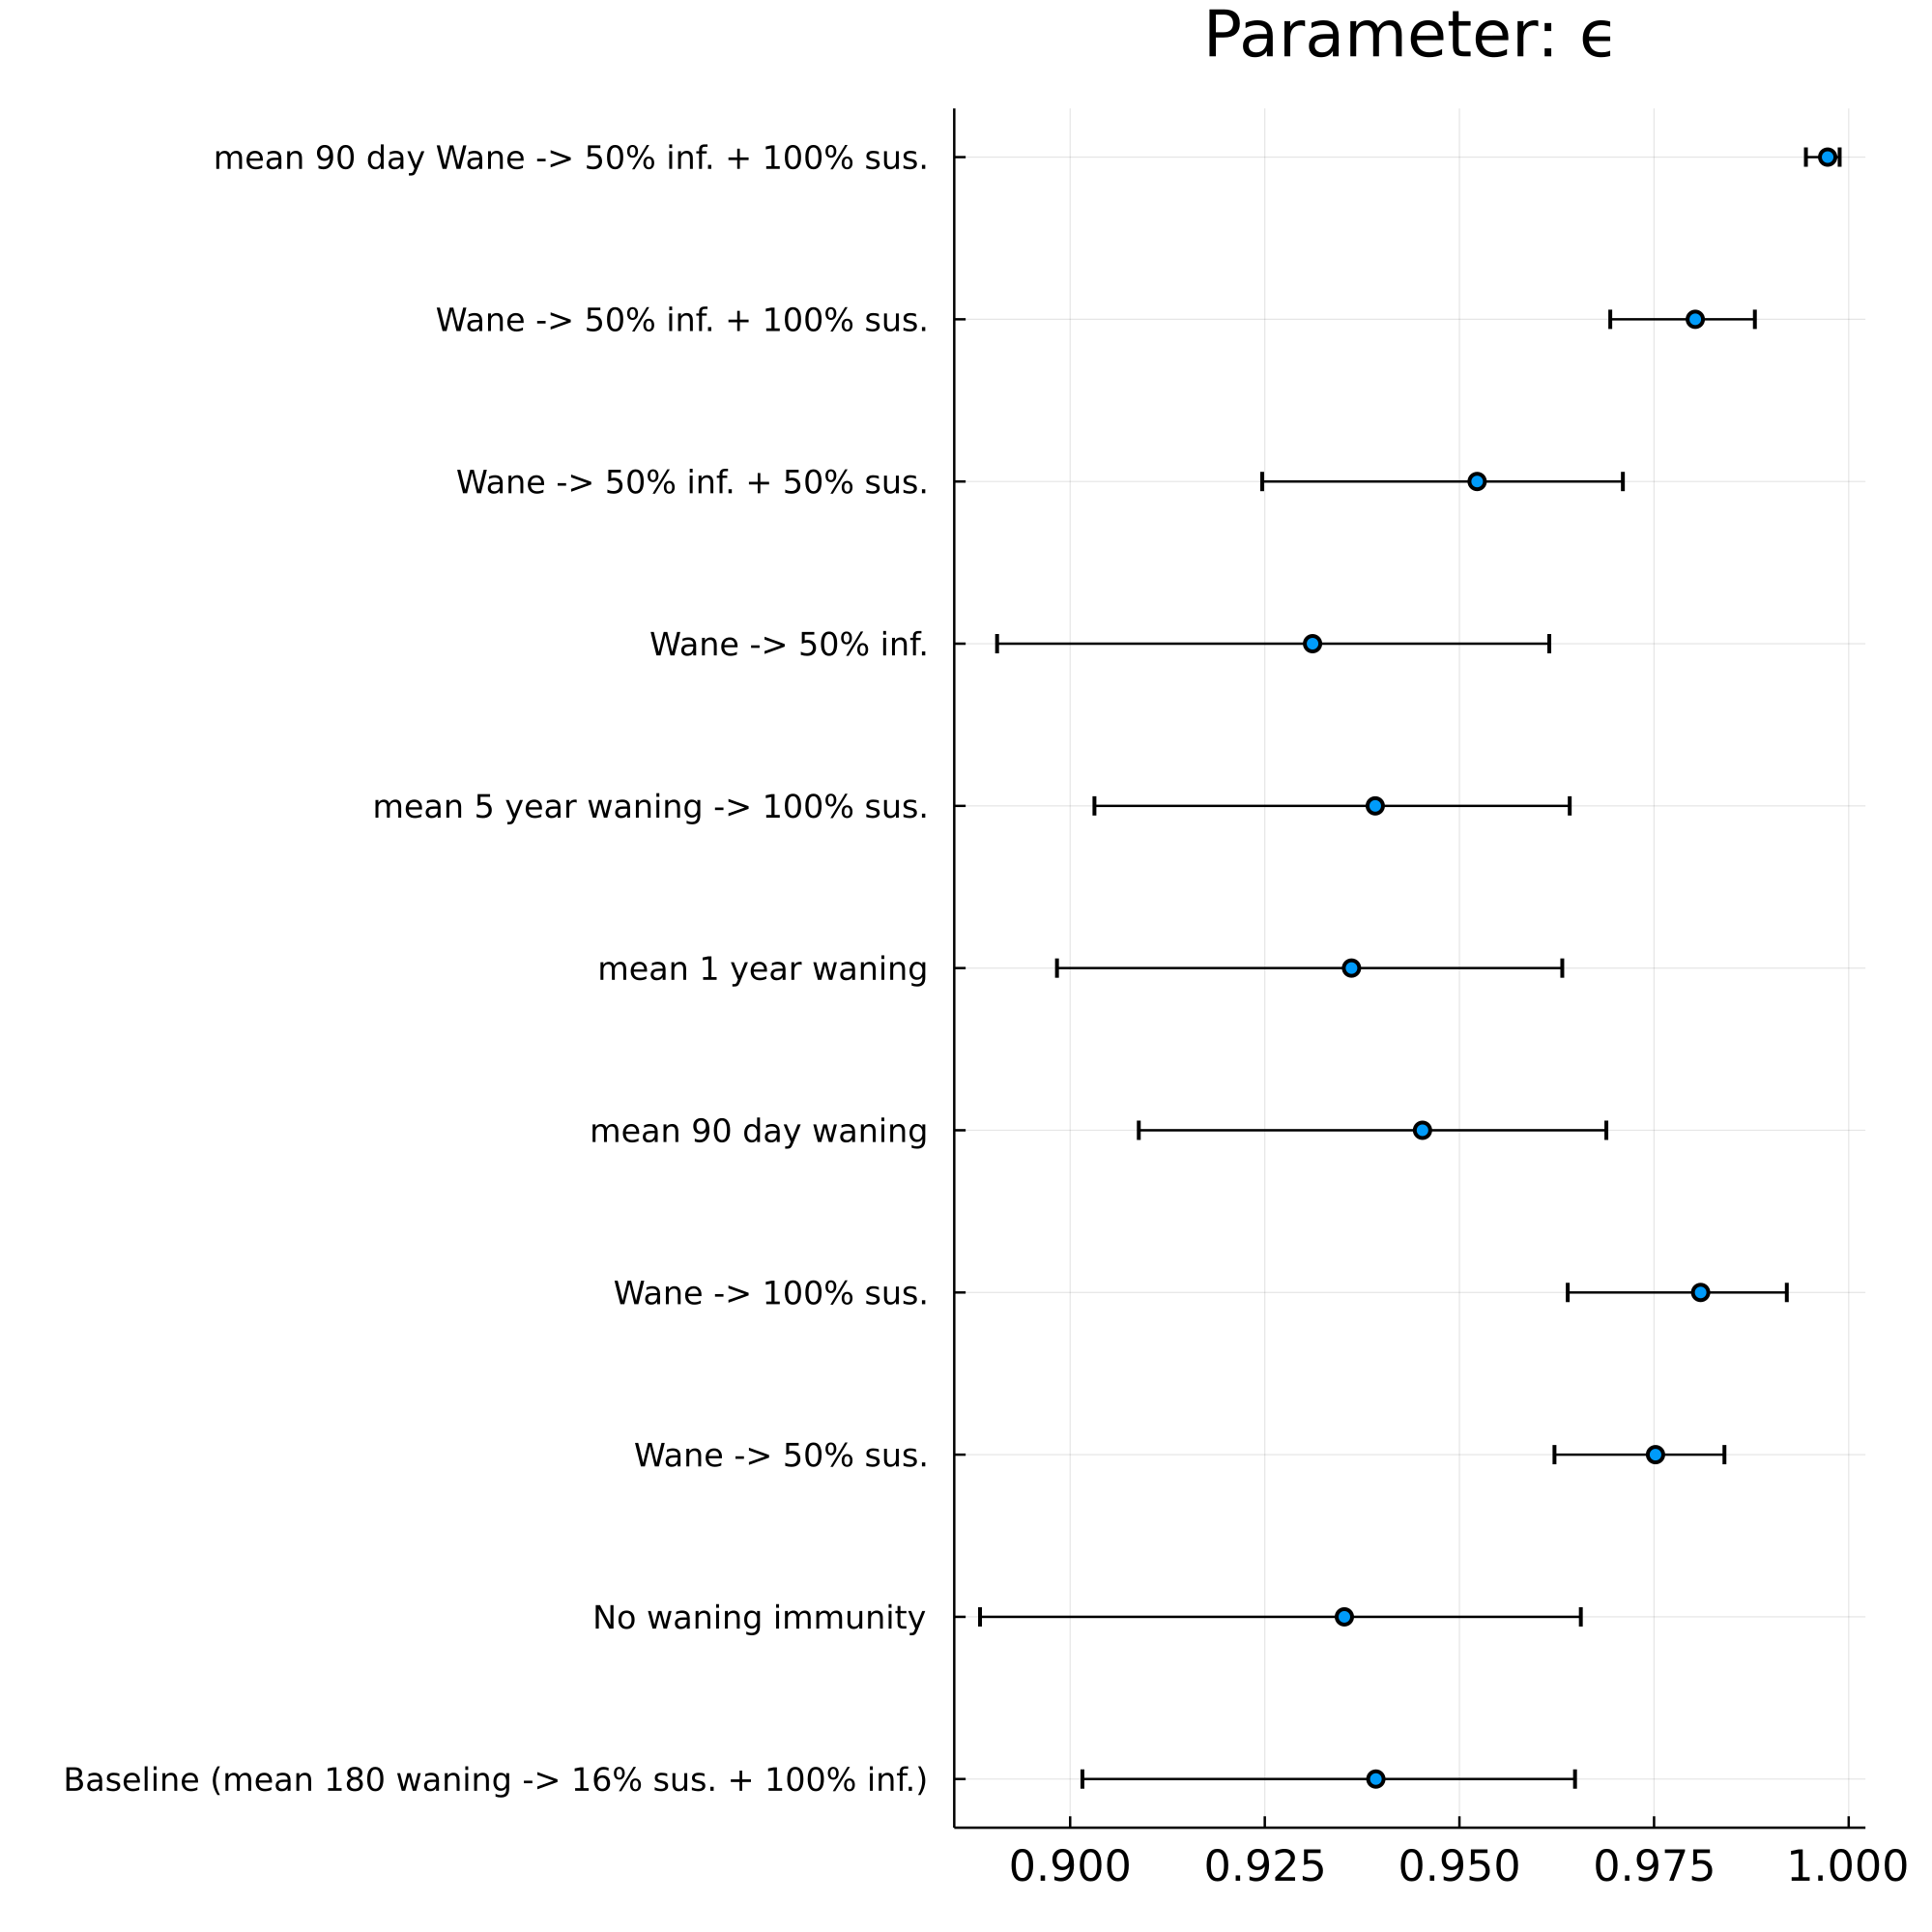 Parameter: ϵ
mean 90 day Wane -> 50% inf. + 100% sus.
Wane -> 50% inf. + 100% sus.
Wane -> 50% inf. + 50% sus.
Wane -> 50% inf.
mean 5 year waning -> 100% sus.
mean 1 year waning
mean 90 day waning
Wane -> 100% sus.
Wane -> 50% sus.
No waning immunity
Baseline (mean 180 waning -> 16% sus. + 100% inf.)
0.900 0.925 0.950 0.975 1.000